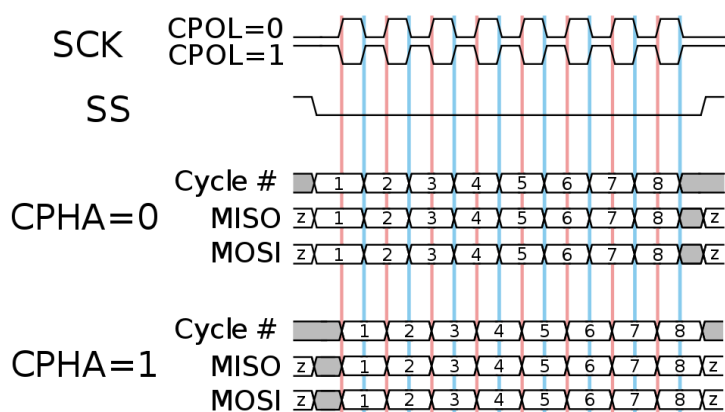 SCK CPOL=0
CPOL=1
SS
Cycle # 1 2 3 4 5 6 7 8
CPHA=0 MISO z 1 2 3 4 5 6 7 8 z
MOSI z 1 2 3 4 5 6 7 8 z
Cycle # 1 2 3 4 5 6 7 8
CPHA=1 MISO z 1 2 3 4 5 6 7 8 z
MOSI z 1 2 3 4 5 6 7 8 z